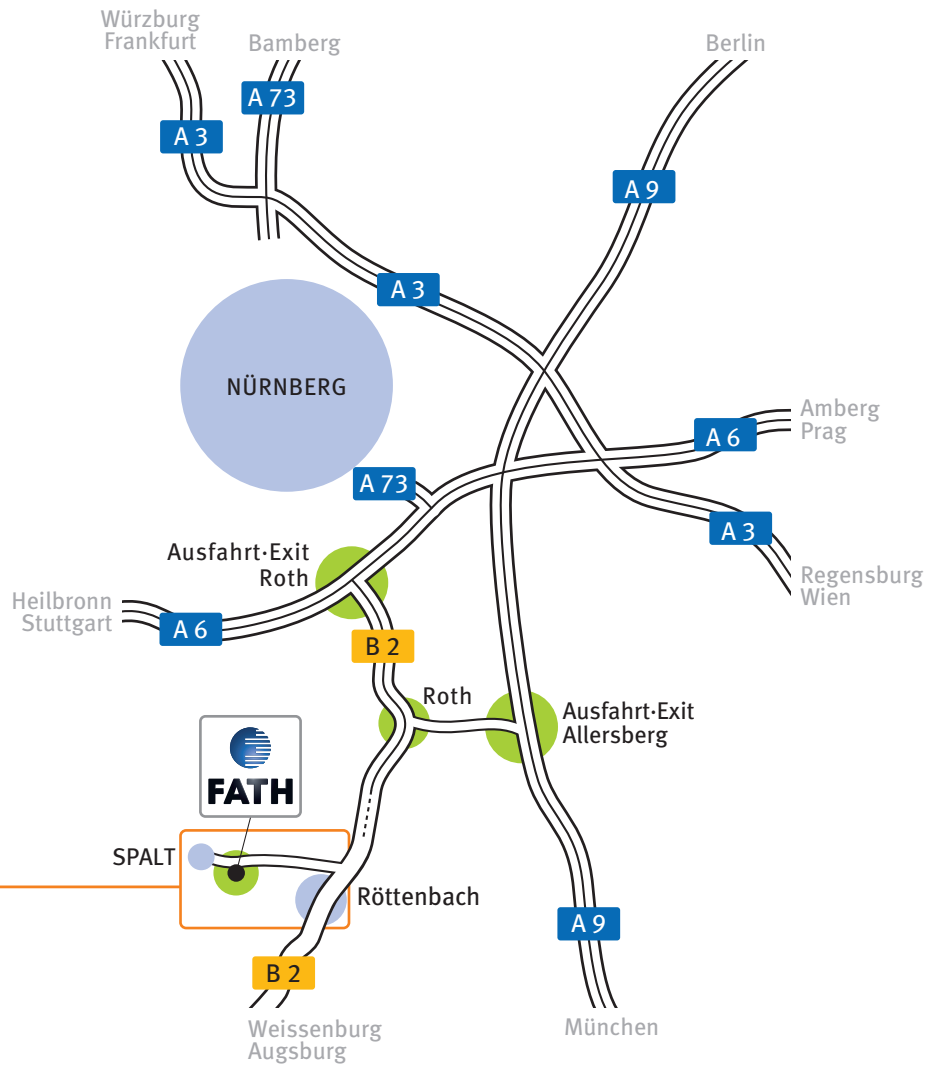 Würzburg
Frankfurt
Bamberg
Berlin
A 73
A 3
A 9
A 3
NÜRNBERG
Amberg
Prag
A 6
A 73
A 3
Ausfahrt·Exit
Roth
Regensburg
Wien
Heilbronn
Stuttgart
A 6
B 2
Roth
Ausfahrt·Exit
Allersberg
FATH
SPALT
Röttenbach
A 9
B 2
Weissenburg
Augsburg
München